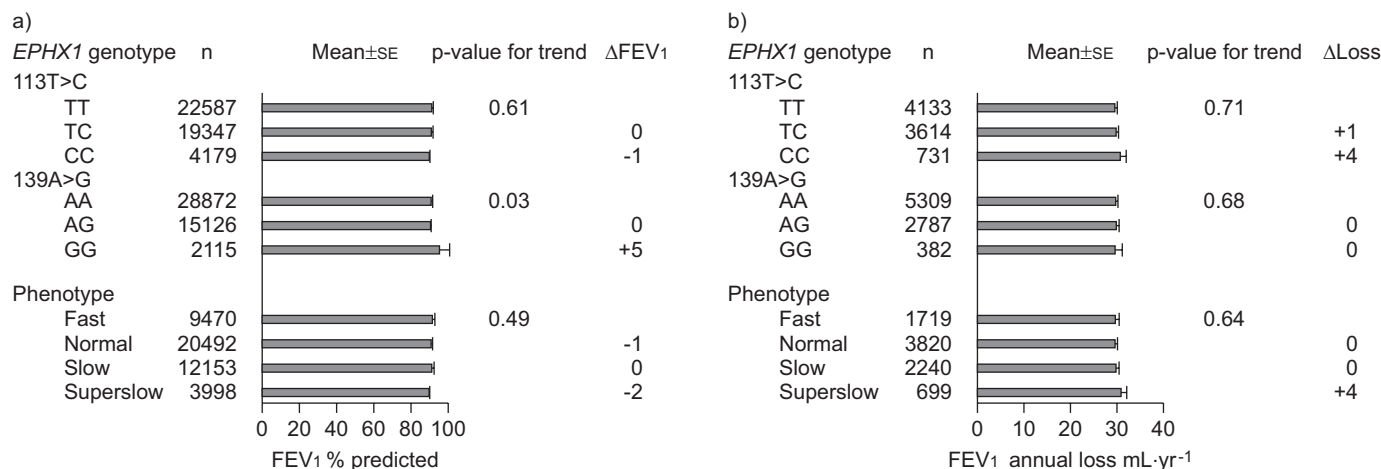 a)
EPHX1 genotype n Mean±SE p-value for trend ΔFEV1
113T>C
TT 22587 0.61
TC 19347 0
CC 4179 -1
139A>G
AA 28872 0.03
AG 15126 0
GG 2115 +5
Phenotype
Fast 9470 0.49
Normal 20492 -1
Slow 12153 0
Superslow 3998 -2
0 20 40 60 80 100
FEV1 % predicted
b)
EPHX1 genotype n Mean±SE p-value for trend ΔLoss
113T>C
TT 4133 0.71
TC 3614 +1
CC 731 +4
139A>G
AA 5309 0.68
AG 2787 0
GG 382 0
Phenotype
Fast 1719 0.64
Normal 3820 0
Slow 2240 0
Superslow 699 +4
0 10 20 30 40
FEV1 annual loss mL·yr-1